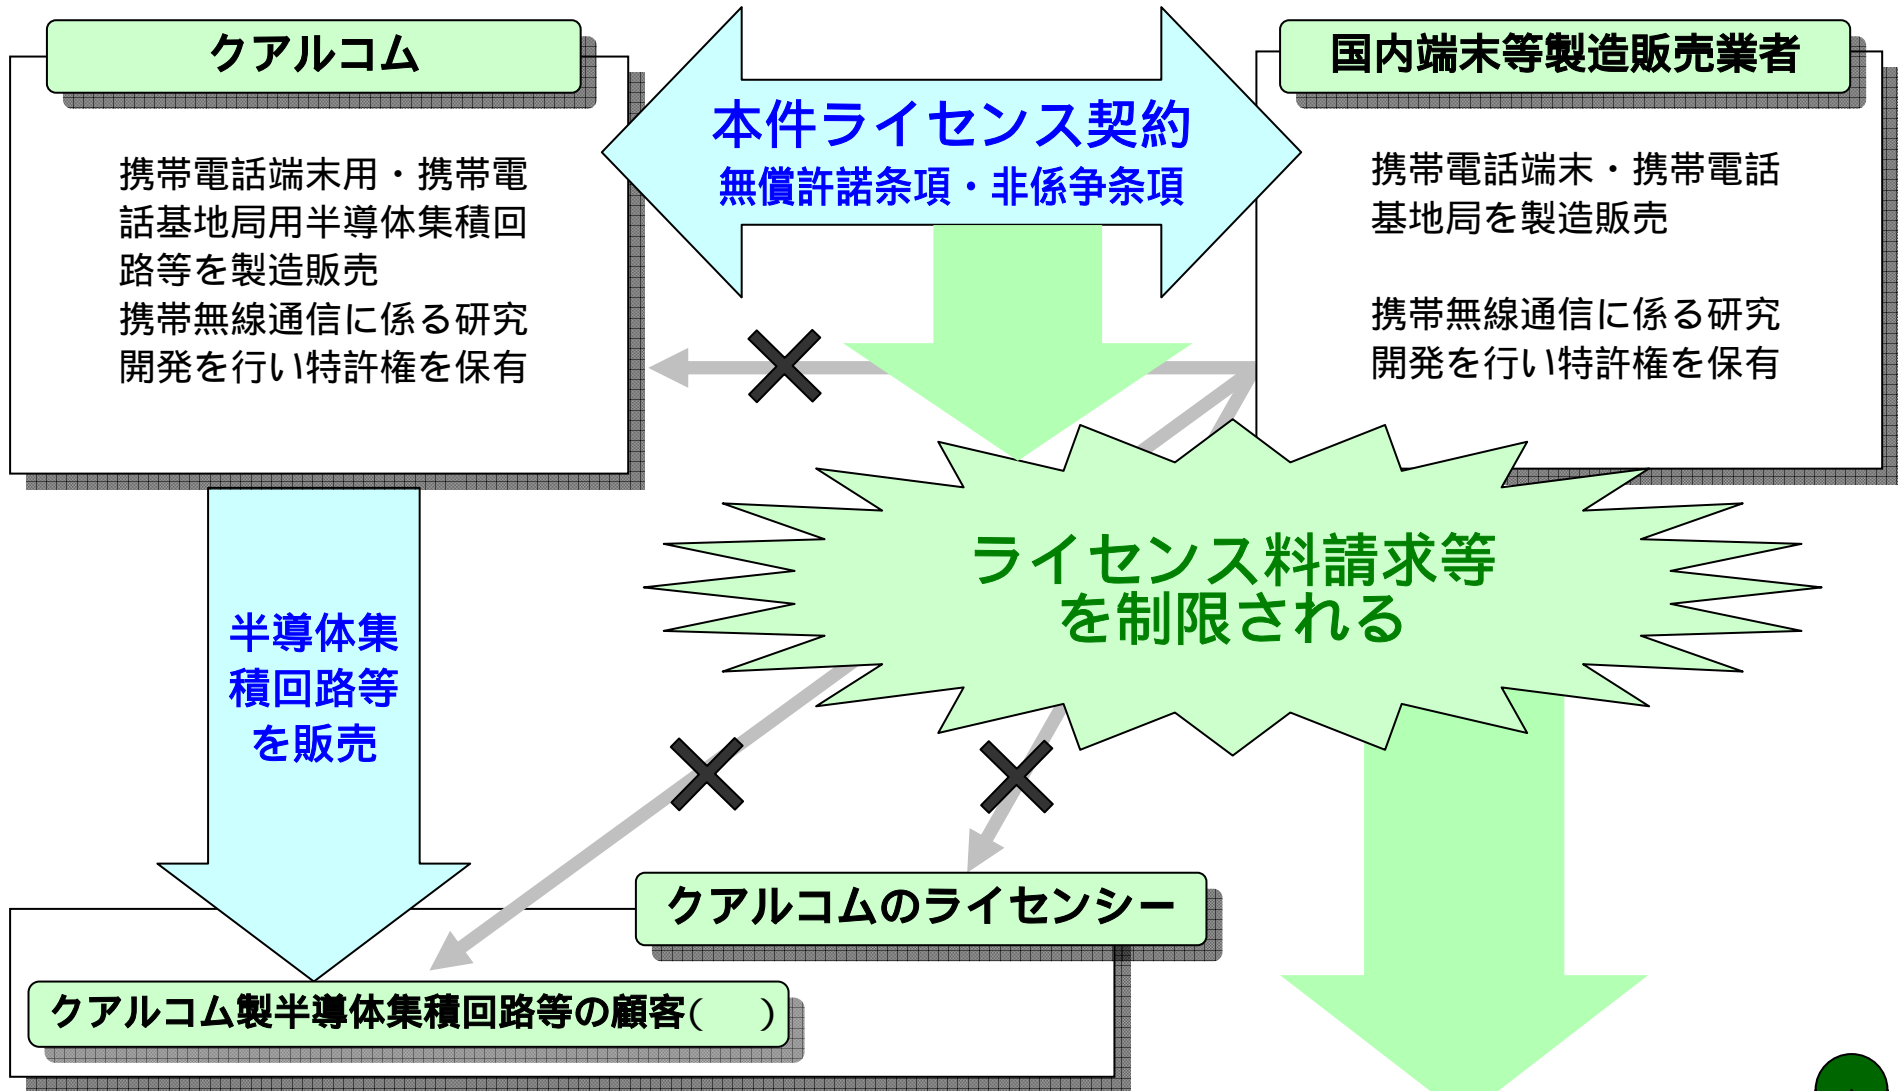 クアルコム
携帯電話端末用・携帯電
話基地局用半導体集積回
路等を製造販売
携帯無線通信に係る研究
開発を行い特許権を保有
本件ライセンス契約
無償許諾条項・非係争条項
国内端末等製造販売業者
携帯電話端末・携帯電話
基地局を製造販売
携帯無線通信に係る研究
開発を行い特許権を保有
ライセンス料請求等
を制限される
半導体集
積回路等
を販売
クアルコムのライセンシー
クアルコム製半導体集積回路等の顧客(　)